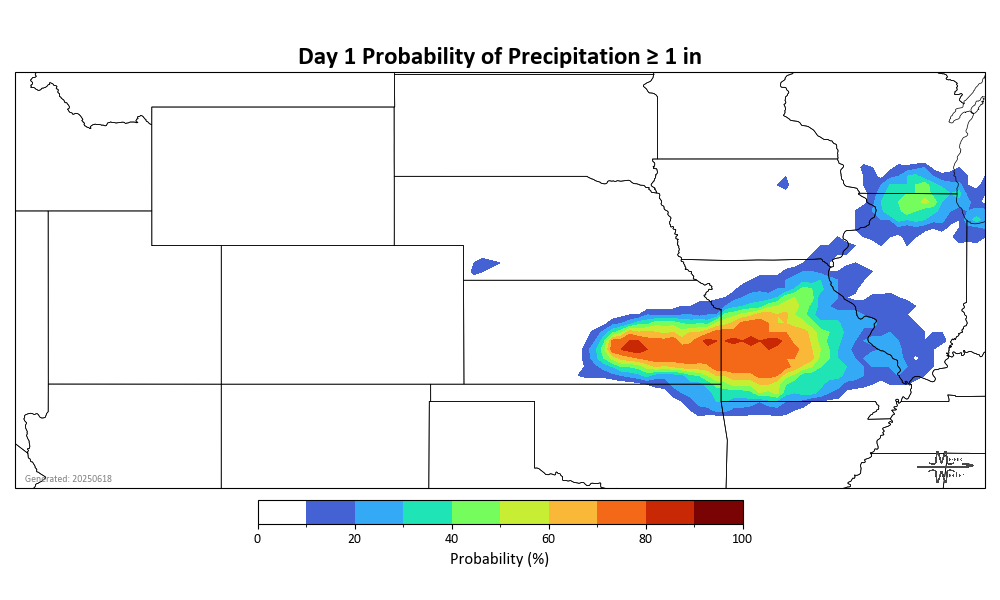 Day 1 Probability of Precipitation ≥ 1 in
Generated: 20250618
0 20 40 60 80 100
Probability (%)